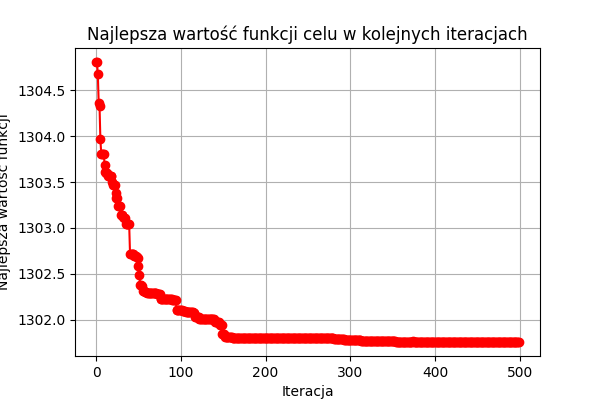 Najlepsza wartość funkcji celu w kolejnych iteracjach
Najlepsza wartość funkcji
1304.5
1304.0
1303.5
1303.0
1302.5
1302.0
0 100 200 300 400 500
Iteracja